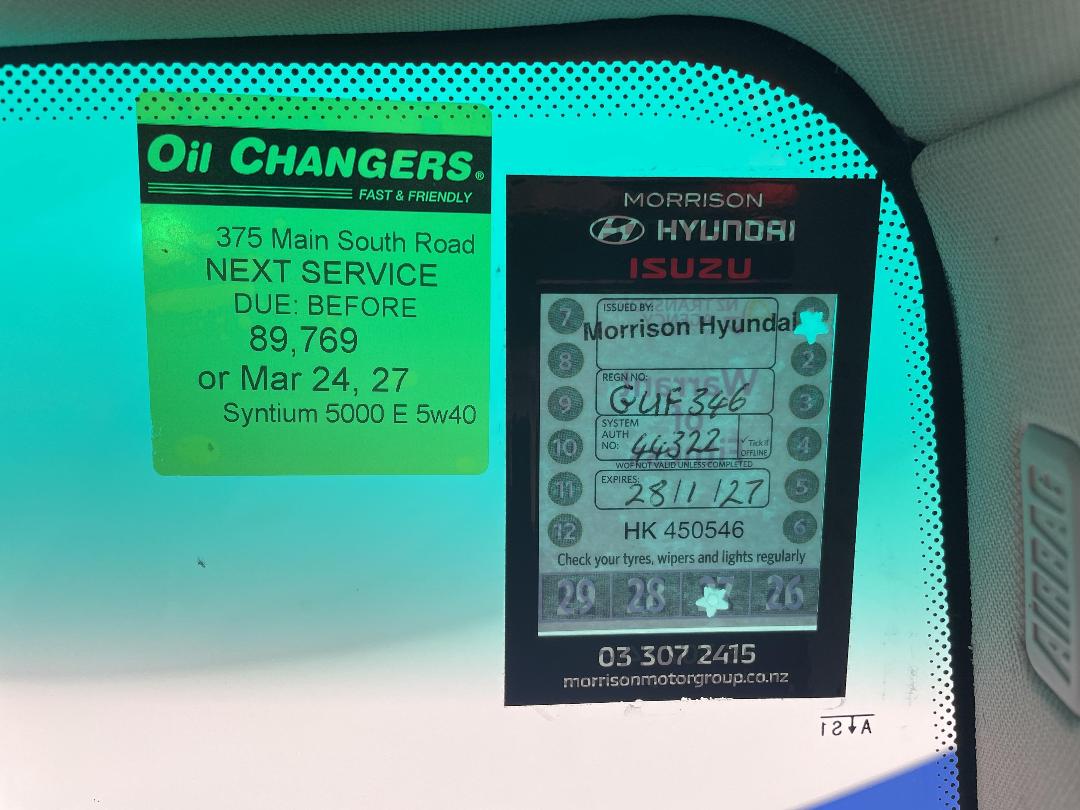 Oil CHANGERS®
FAST & FRIENDLY
375 Main South Road
NEXT SERVICE
DUE: BEFORE
89,769
or Mar 24, 27
Syntium 5000 E 5w40
MORRISON
HYUNDAI
ISUZU
ISSUED BY:
Morrison Hyundai
REGN NO:
QUF 346
SYSTEM
AUTH
NO:
44322
✓Tick if
OFFLINE
WOF NOT VALID UNLESS COMPLETED
EXPIRES:
28/1/27
HK 450546
7
8
9
10
11
12
2
3
4
5
6
Check your tyres, wipers and lights regularly
29 28 27 26
03 307 2415
morrisonmotorgroup.co.nz
AIRBAG